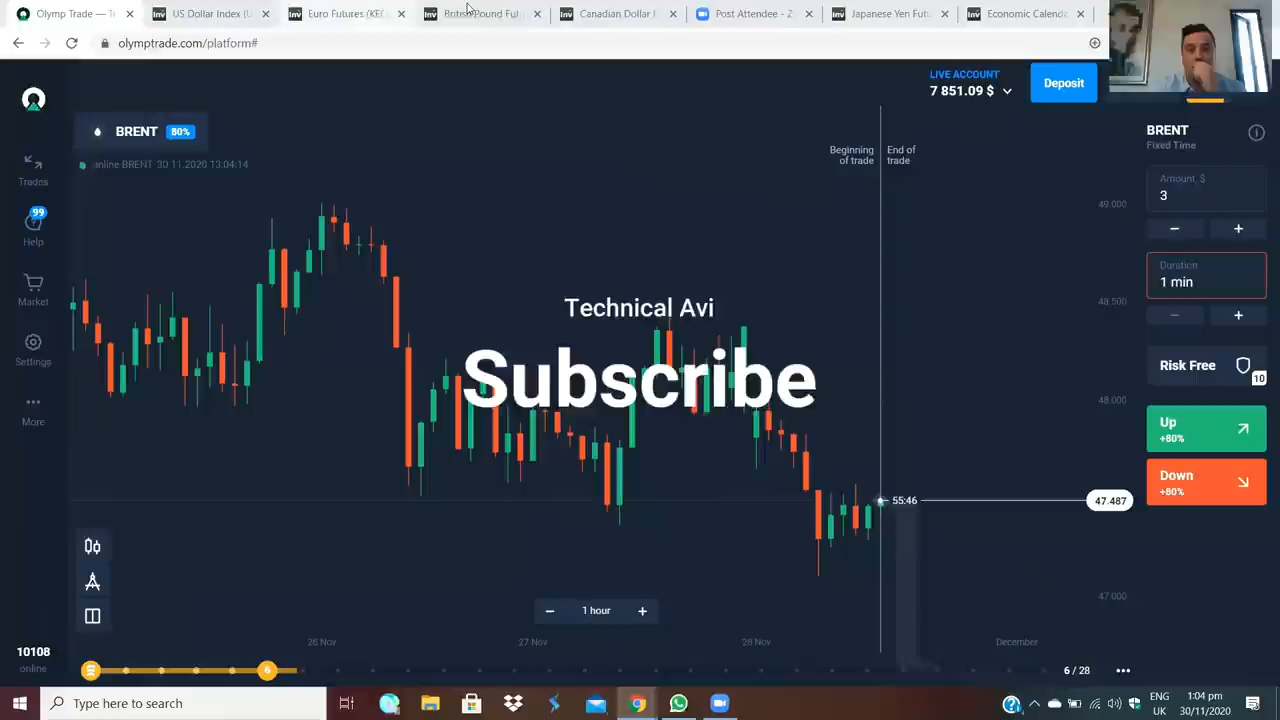 Olymp Trade — T
US Dollar Index (
Euro Futures (
British Pound Fut
Canadian Dollar F
Post Attendee - Z
Japanese Yen Futu
Economic Calenda
olymptrade.com/platform#
LIVE ACCOUNT
7 851.09 $
Deposit
BRENT 80%
online BRENT 30 11.2020 13:04:14
Beginning
of trade
End of
trade
BRENT
Fixed Time
Amount, $
3
Duration
1 min
Risk Free
10
Up
+80%
Down
+80%
Trades
99
Help
Market
Settings
More
10108
online
Technical Avi
Subscribe
49.000
48.500
48.000
55:46
47.487
47.000
1 hour
26 Nov
27 Nov
28 Nov
December
6
6 / 28
Type here to search
ENG
UK
1:04 pm
30/11/2020